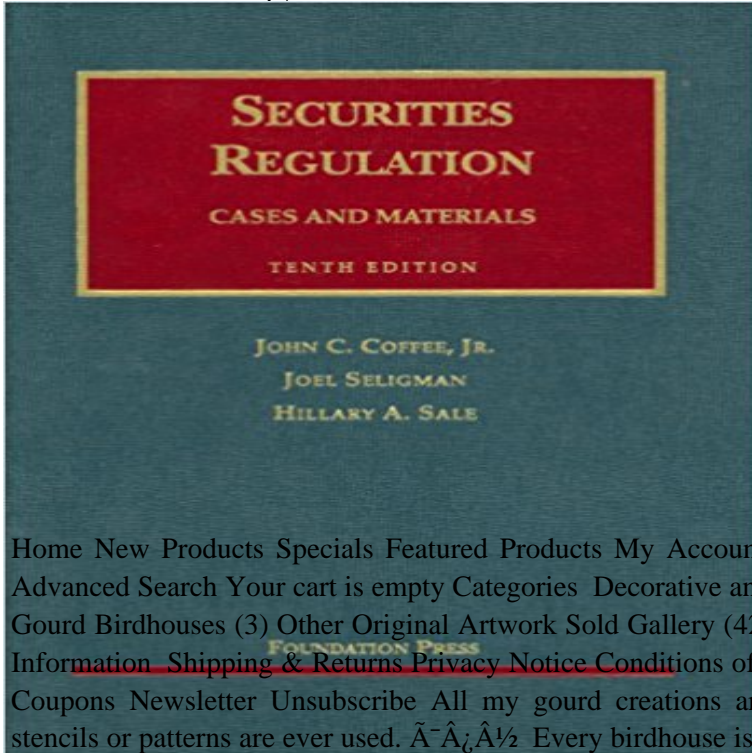 SECURITIES
REGULATION
CASES AND MATERIALS
TENTH EDITION
JOHN C. COFFEE, JR.
JOEL SELIGMAN
HILLARY A. SALE
FOUNDATION PRESS
Home New Products Specials Featured Products My Accoun
Advanced Search Your cart is empty Categories Decorative an
Gourd Birdhouses (3) Other Original Artwork Sold Gallery (42
Information Shipping & Returns Privacy Notice Conditions of
Coupons Newsletter Unsubscribe All my gourd creations ar
stencils or patterns are ever used. Ã¯Â¿Â½ Every birdhouse is